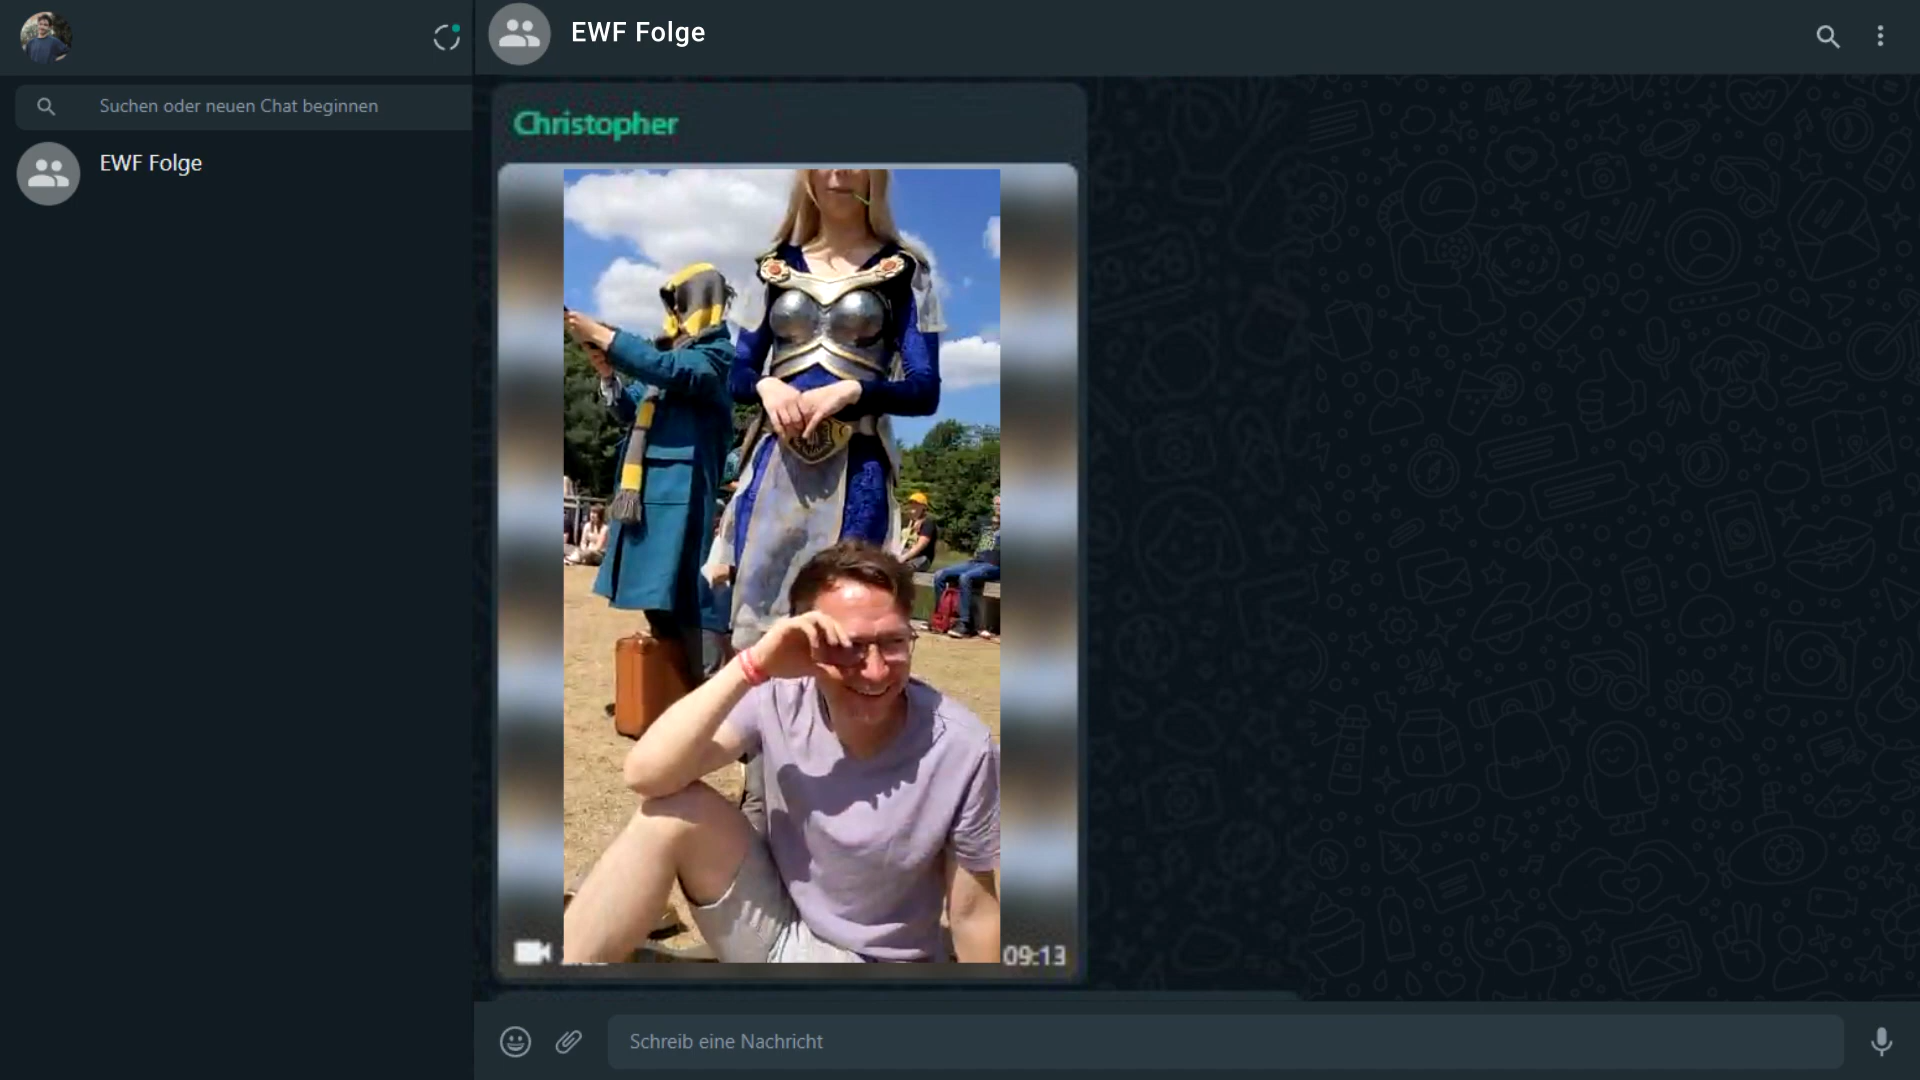 EWF Folge
Suchen oder neuen Chat beginnen
EWF Folge
Christopher
09:13
Schreib eine Nachricht